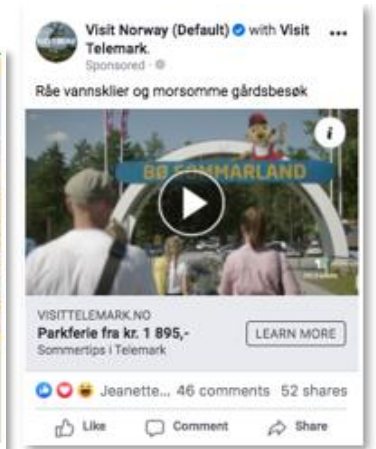 Visit Norway (Default) with Visit
Telemark.
Sponsored ·
Råe vannsklier og morsomme gårdsbesøk
BØ SOMMARLAND
VISITTELEMARK.NO
Parkferie fra kr. 1 895,-
Sommertips i Telemark
LEARN MORE
Jeanette... 46 comments 52 shares
Like Comment Share